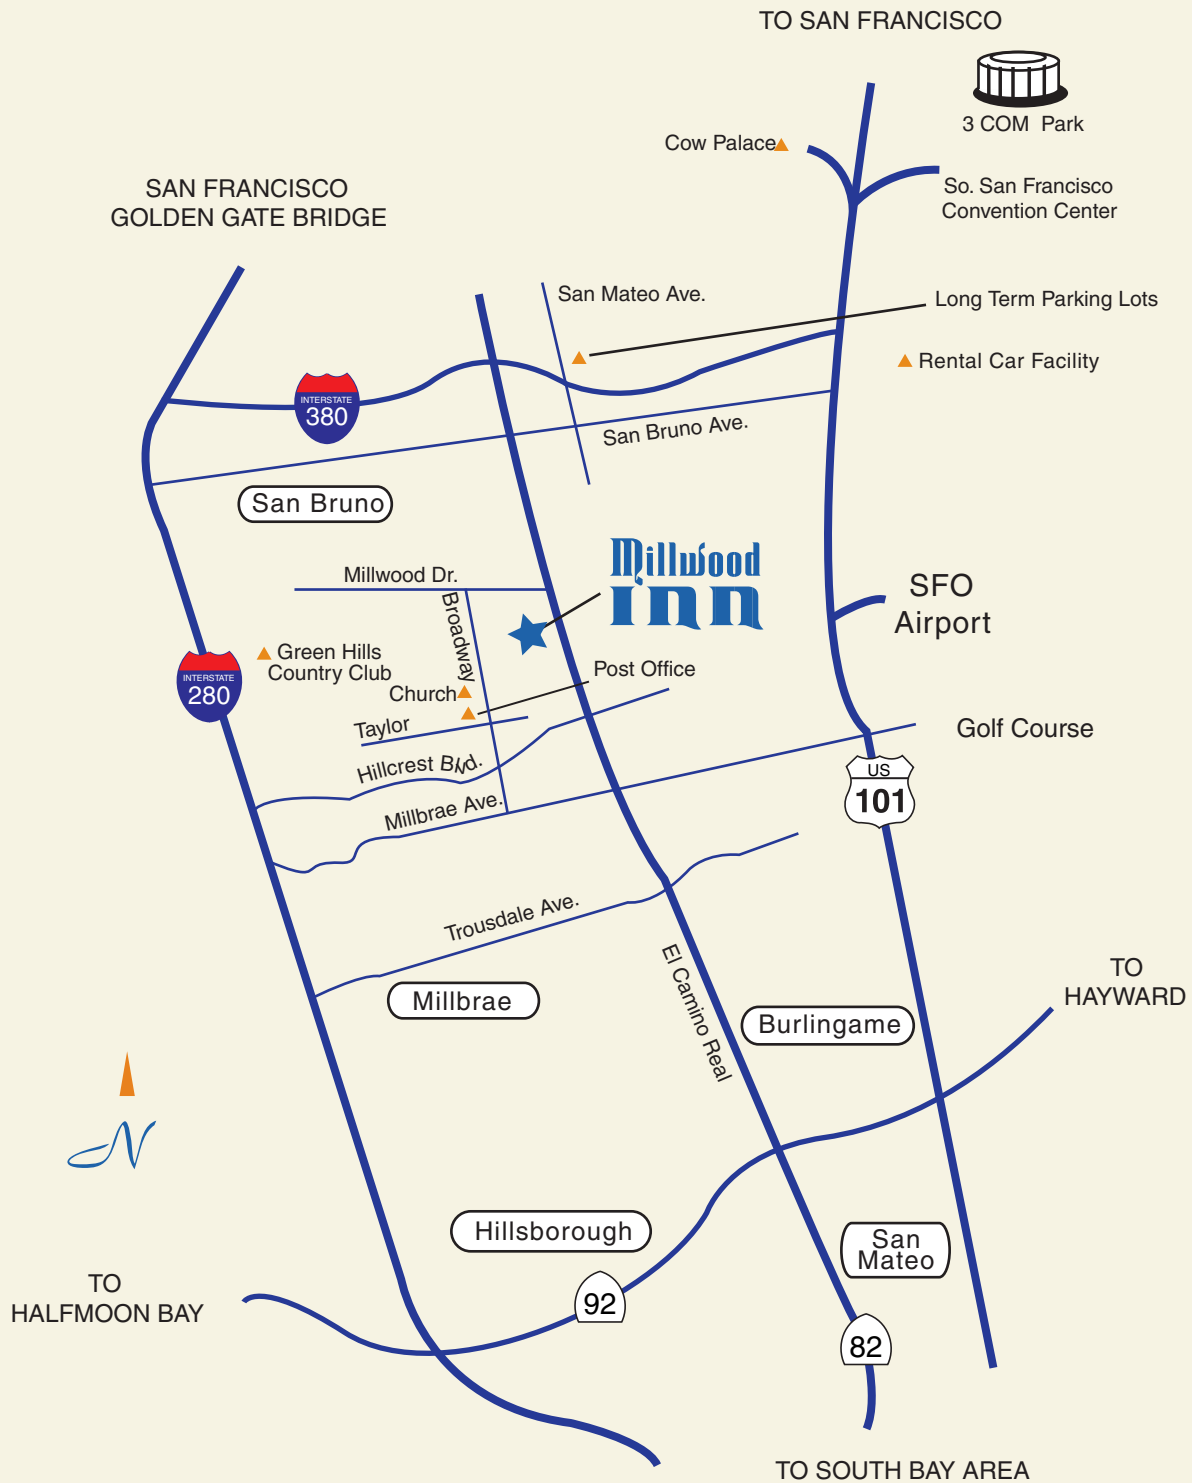 TO SAN FRANCISCO
3 COM Park
Cow Palace
So. San Francisco
Convention Center
SAN FRANCISCO
GOLDEN GATE BRIDGE
San Mateo Ave.
Long Term Parking Lots
Rental Car Facility
INTERSTATE
380
San Bruno Ave.
San Bruno
Millwood
Inn
Millwood Dr.
Broadway
SFO
Airport
Green Hills
Country Club
Post Office
INTERSTATE
280
Church
Taylor
Golf Course
Hillcrest Blvd.
US
101
Millbrae Ave.
Trousdale Ave.
El Camino Real
TO
HAYWARD
Millbrae
Burlingame
N
Hillsborough
San
Mateo
TO
HALFMOON BAY
92
82
TO SOUTH BAY AREA